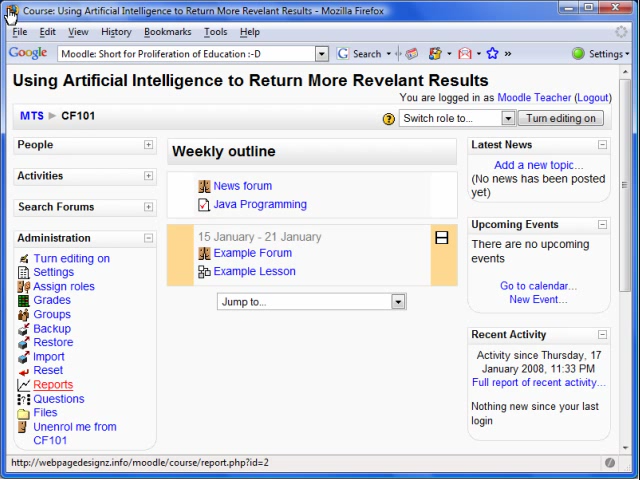 Course: Using Artificial Intelligence to Return More Revelant Results - Mozilla Firefox
File Edit View History Bookmarks Tools Help
Google Moodle: Short for Proliferation of Education :-D G Search Settings
Using Artificial Intelligence to Return More Revelant Results
You are logged in as Moodle Teacher (Logout)
MTS ► CF101
Switch role to...
Turn editing on
People
Activities
Search Forums
Administration
Turn editing on
Settings
Assign roles
Grades
Groups
Backup
Restore
Import
Reset
Reports
Questions
Files
Unenrol me from
CF101
Weekly outline
News forum
Java Programming
15 January - 21 January
Example Forum
Example Lesson
Jump to...
Latest News
Add a new topic...
(No news has been posted
yet)
Upcoming Events
There are no upcoming
events
Go to calendar...
New Event...
Recent Activity
Activity since Thursday, 17
January 2008, 11:33 PM
Full report of recent activity...
Nothing new since your last
login
http://webpagedesignz.info/moodle/course/report.php?id=2